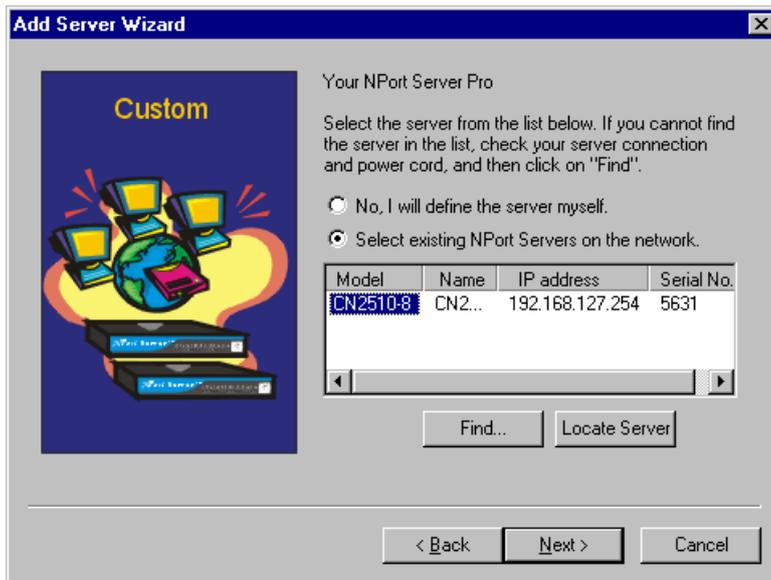 Add Server Wizard
Custom
Your NPort Server Pro
Select the server from the list below. If you cannot find
the server in the list, check your server connection
and power cord, and then click on "Find".
No, I will define the server myself.
Select existing NPort Servers on the network.
Model Name IP address Serial No.
CN2510-8 CN2... 192.168.127.254 5631
Find... Locate Server
< Back Next > Cancel